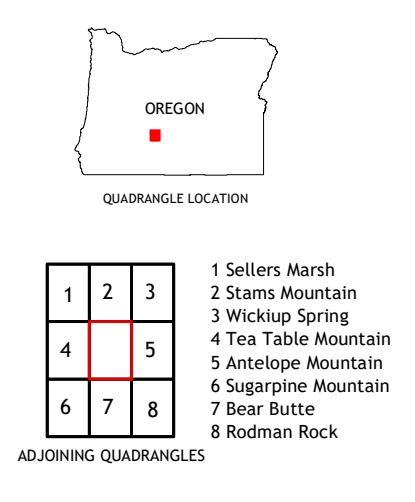 OREGON
QUADRANGLE LOCATION
1 2 3
4 5
6 7 8
ADJOINING QUADRANGLES
1 Sellers Marsh
2 Stams Mountain
3 Wickiup Spring
4 Tea Table Mountain
5 Antelope Mountain
6 Sugarpine Mountain
7 Bear Butte
8 Rodman Rock